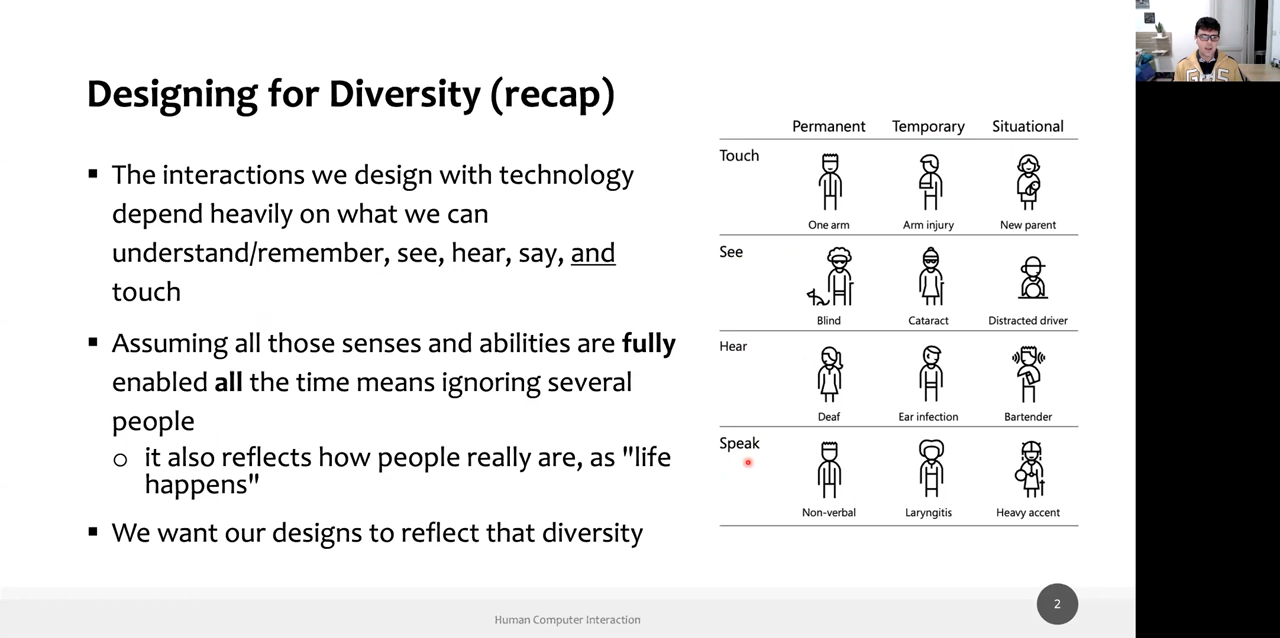 Designing for Diversity (recap)
▪ The interactions we design with technology
depend heavily on what we can
understand/remember, see, hear, say, and
touch
▪ Assuming all those senses and abilities are fully
enabled all the time means ignoring several
people
o it also reflects how people really are, as "life
happens"
▪ We want our designs to reflect that diversity
Permanent Temporary Situational
Touch
One arm Arm injury New parent
See
Blind Cataract Distracted driver
Hear
Deaf Ear infection Bartender
Speak
Non-verbal Laryngitis Heavy accent
Human Computer Interaction
2